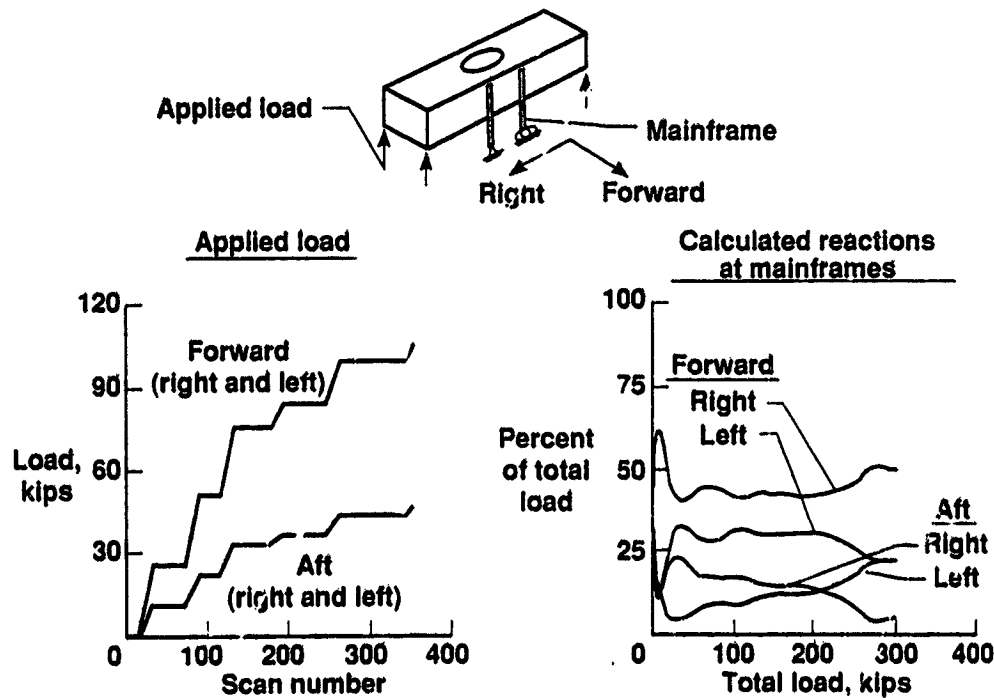 Applied load
Mainframe
Right
Forward
Applied load
120
90
60
30
0
Load,
kips
Forward
(right and left)
Aft
(right and left)
0 100 200 300 400
Scan number
Calculated reactions
at mainframes
100
75
50
25
Percent
of total
load
Forward
Right
Left
Aft
Right
Left
0 100 200 300 400
Total load, kips